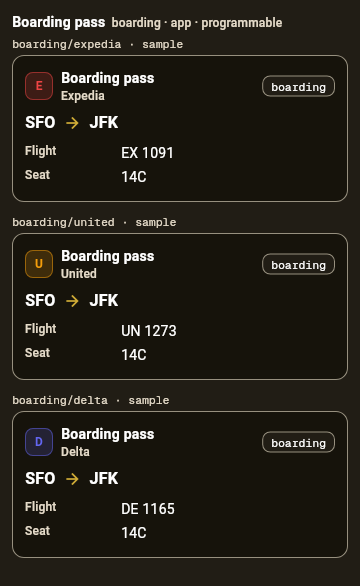 Boarding pass boarding · app · programmable
boarding/expedia · sample
E
Boarding pass
Expedia
boarding
SFO → JFK
Flight EX 1091
Seat 14C
boarding/united · sample
U
Boarding pass
United
boarding
SFO → JFK
Flight UN 1273
Seat 14C
boarding/delta · sample
D
Boarding pass
Delta
boarding
SFO → JFK
Flight DE 1165
Seat 14C